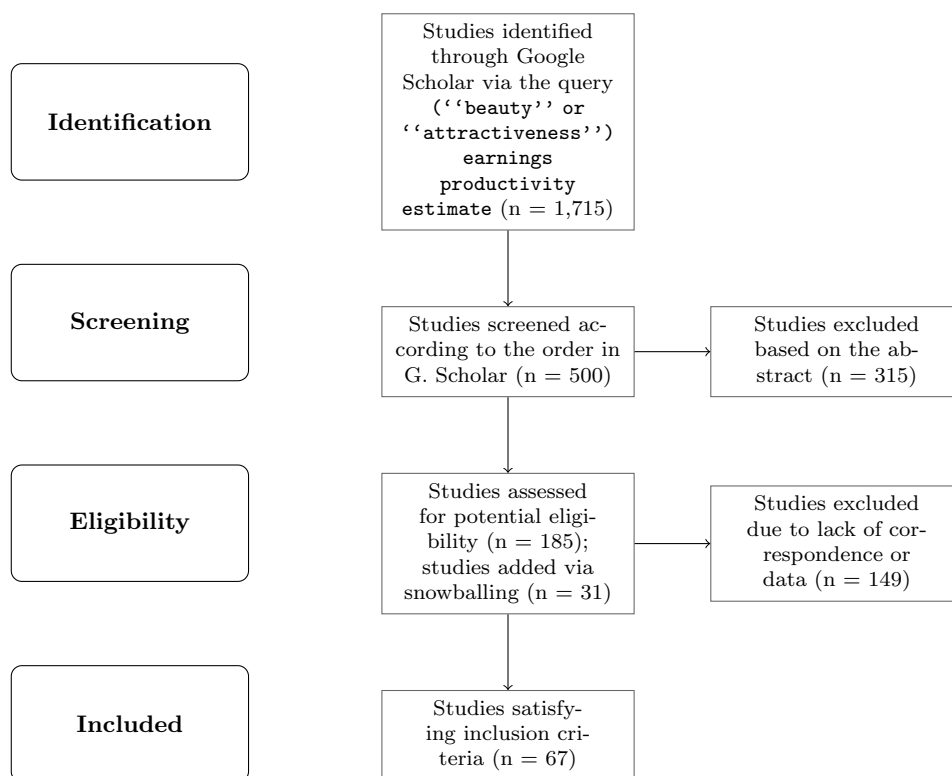 Studies identified
through Google
Scholar via the query
(‘‘beauty’’ or
‘‘attractiveness’’)
earnings
productivity
estimate (n = 1,715)
Identification
Screening
Studies screened ac-
cording to the order in
G. Scholar (n = 500)
Studies excluded
based on the ab-
stract (n = 315)
Eligibility
Studies assessed
for potential eligi-
bility (n = 185);
studies added via
snowballing (n = 31)
Studies excluded
due to lack of cor-
respondence or
data (n = 149)
Included
Studies satisfy-
ing inclusion cri-
teria (n = 67)